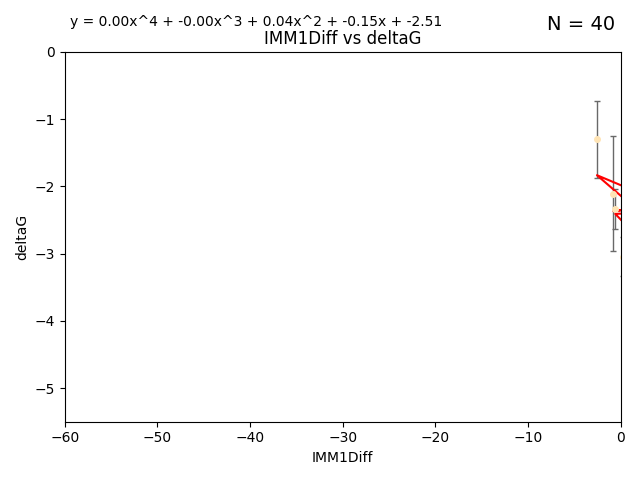 y = 0.00x^4 + -0.00x^3 + 0.04x^2 + -0.15x + -2.51
N = 40
IMM1Diff vs deltaG
0
−1
−2
−3
−4
−5
deltaG
−60 −50 −40 −30 −20 −10 0
IMM1Diff